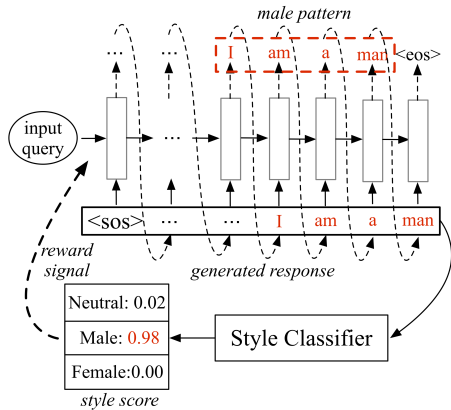 male pattern
... ... I am a man <eos>
input
query
...
<sos> ... ... I am a man
reward
signal
generated response
Neutral: 0.02
Male: 0.98
Female:0.00
Style Classifier
style score